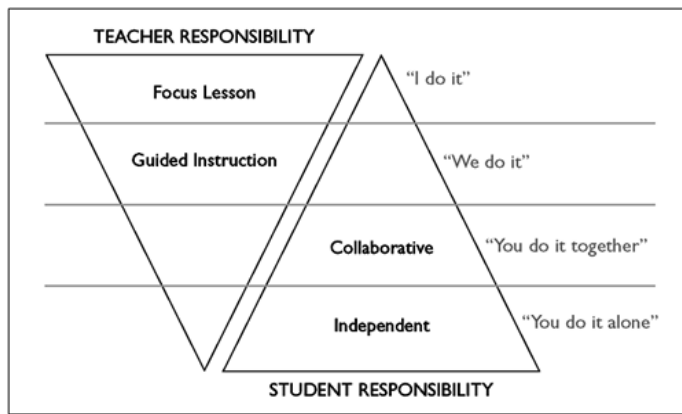 TEACHER RESPONSIBILITY
Focus Lesson
“I do it”
Guided Instruction
“We do it”
Collaborative
“You do it together”
Independent
“You do it alone”
STUDENT RESPONSIBILITY